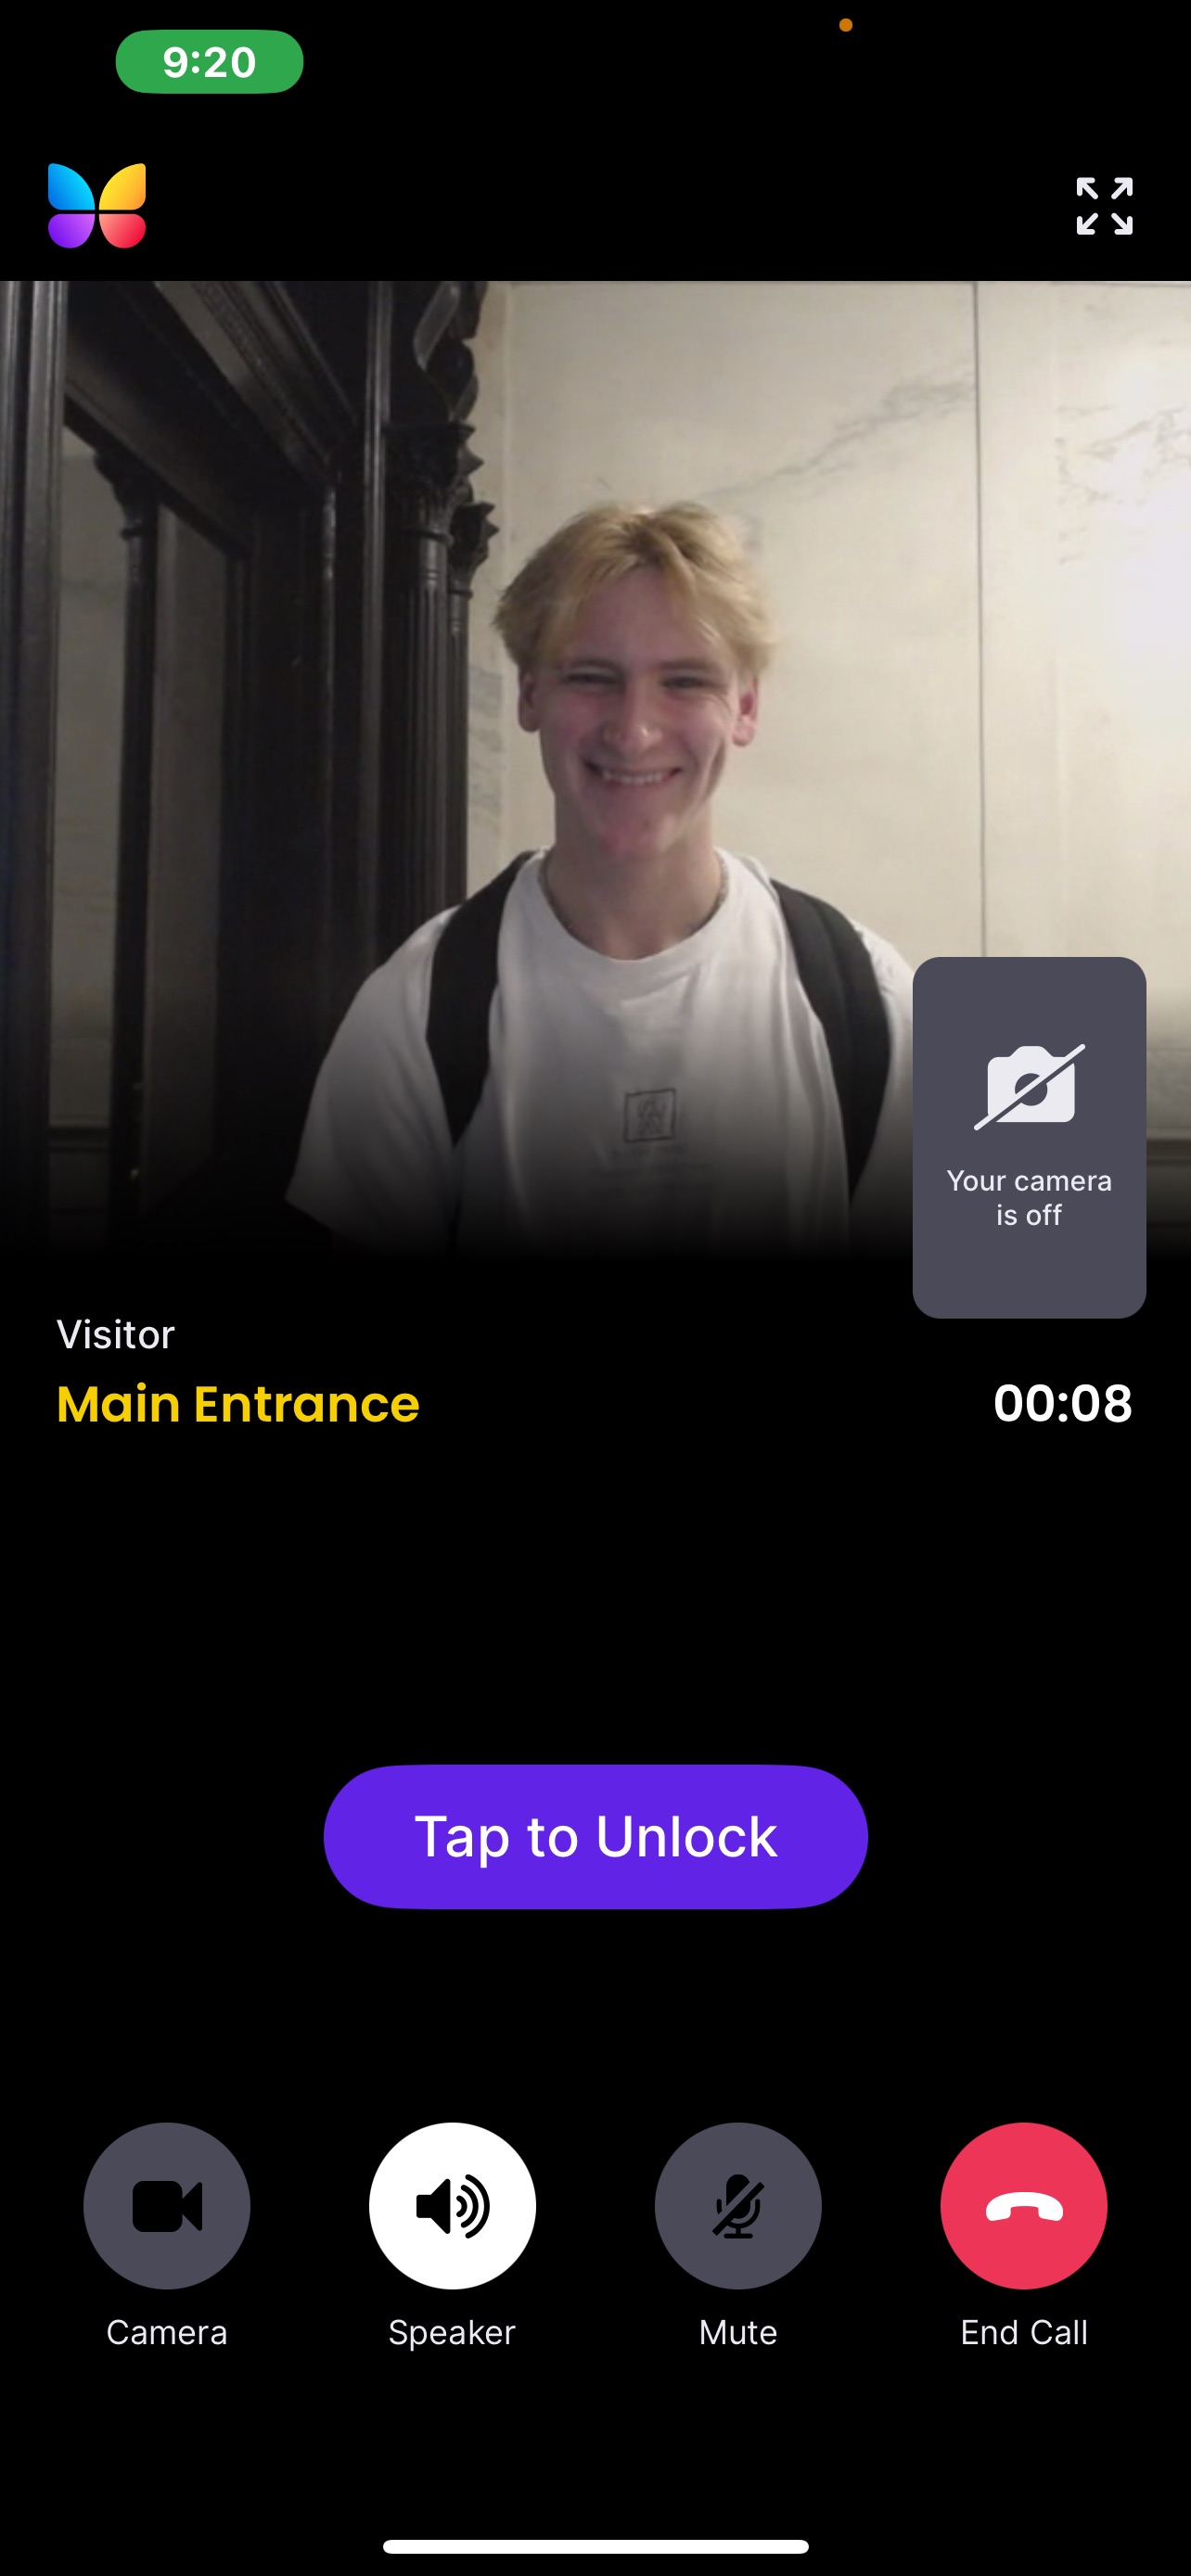 9:20
Your camera
is off
Visitor
Main Entrance
00:08
Tap to Unlock
Camera
Speaker
Mute
End Call